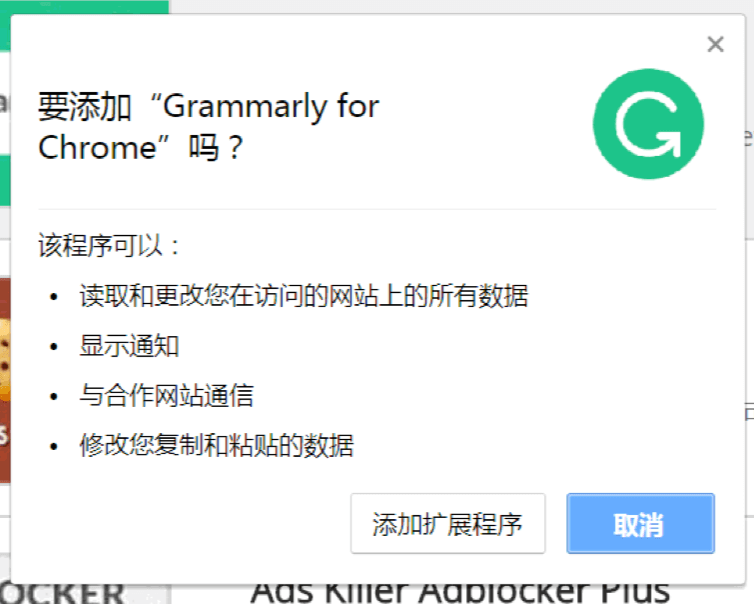 要添加“Grammarly for
Chrome”吗？
该程序可以：
• 读取和更改您在访问的网站上的所有数据
• 显示通知
• 与合作网站通信
• 修改您复制和粘贴的数据
添加扩展程序
取消
OCKER
Ads Killer Adblocker Plus